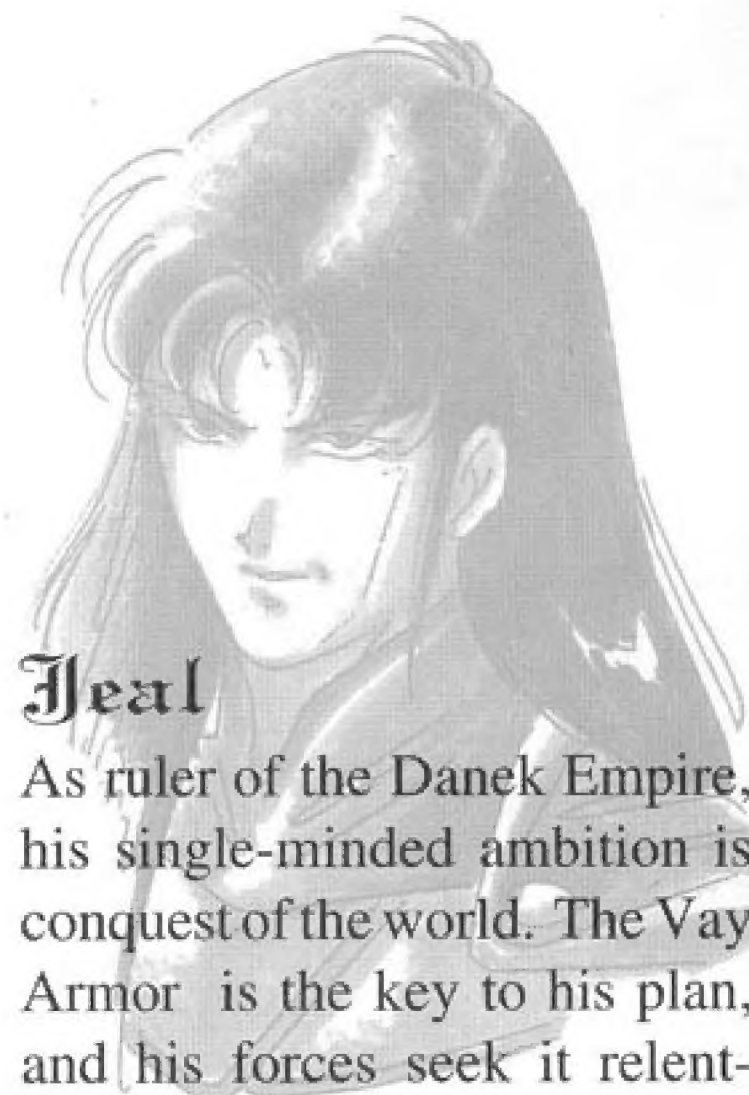 Jeal
As ruler of the Danek Empire,
his single-minded ambition is
conquest of the world. The Vay
Armor is the key to his plan,
and his forces seek it relent-